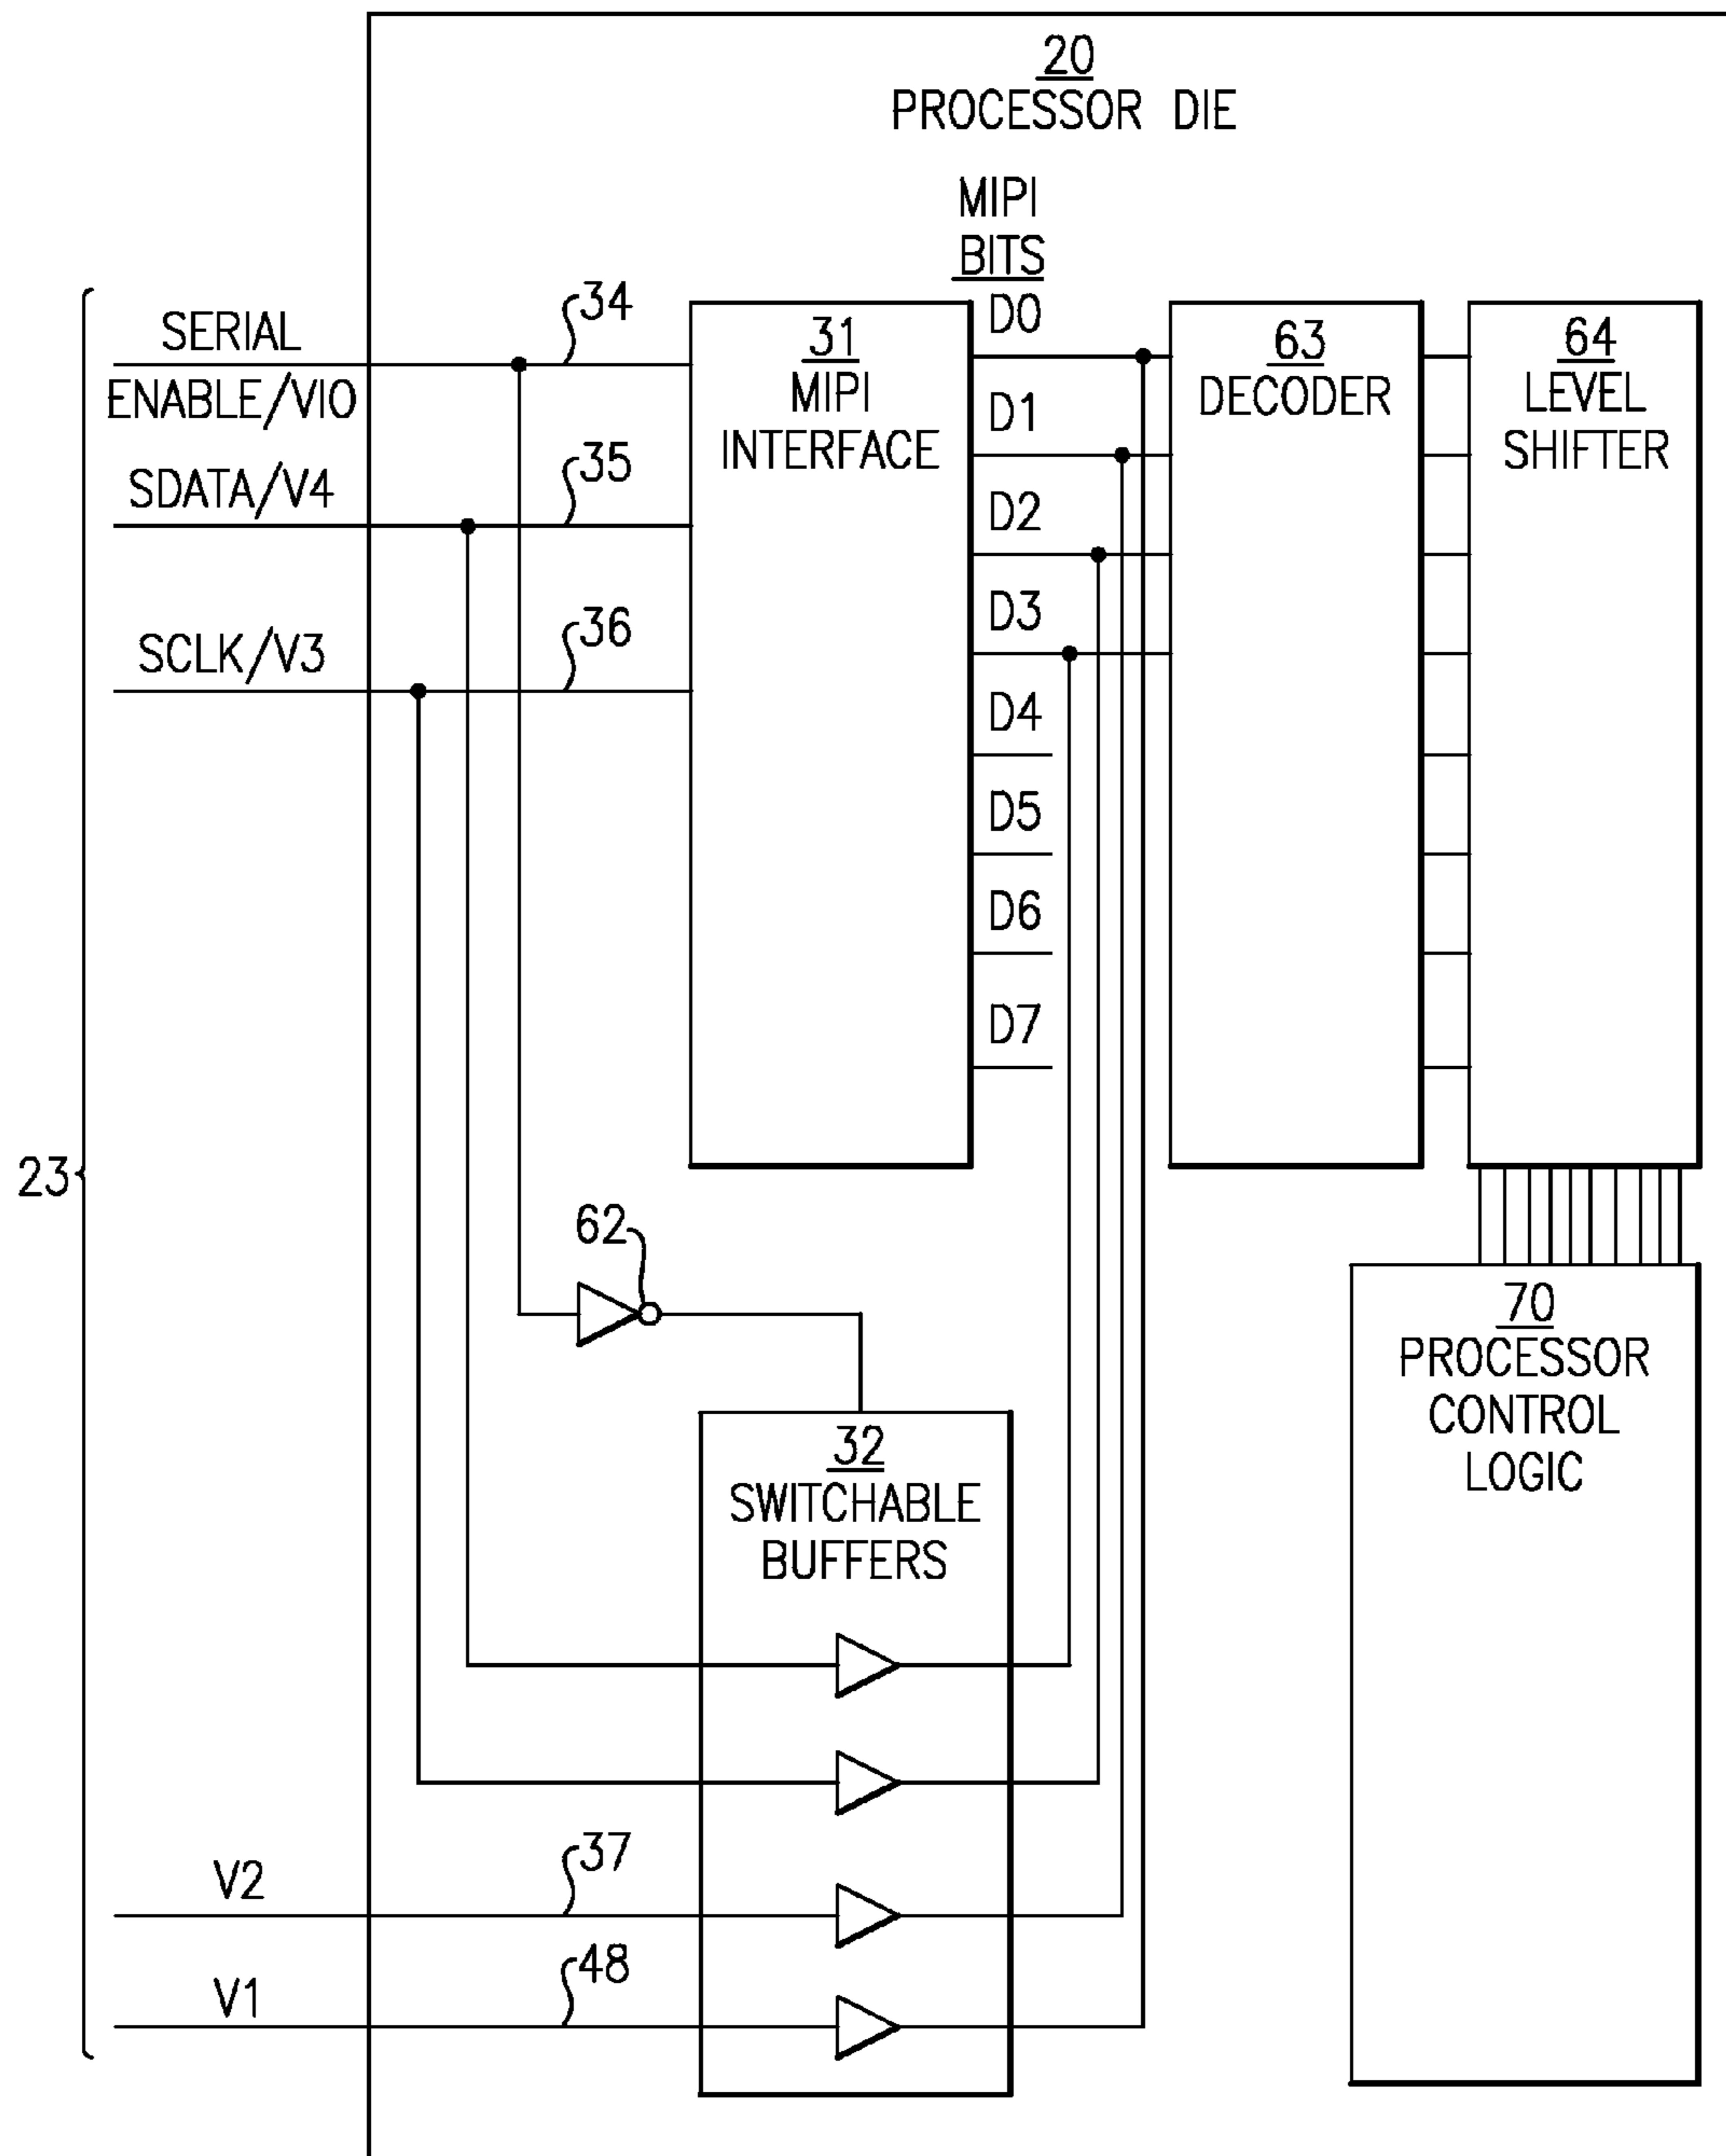 20
PROCESSOR DIE
MIPI
BITS
SERIAL
ENABLE/VIO
34
SDATA/V4
35
SCLK/V3
36
31
MIPI
INTERFACE
D0
D1
D2
D3
D4
D5
D6
D7
63
DECODER
64
LEVEL
SHIFTER
23
62
70
PROCESSOR
CONTROL
LOGIC
32
SWITCHABLE
BUFFERS
V2
37
V1
48